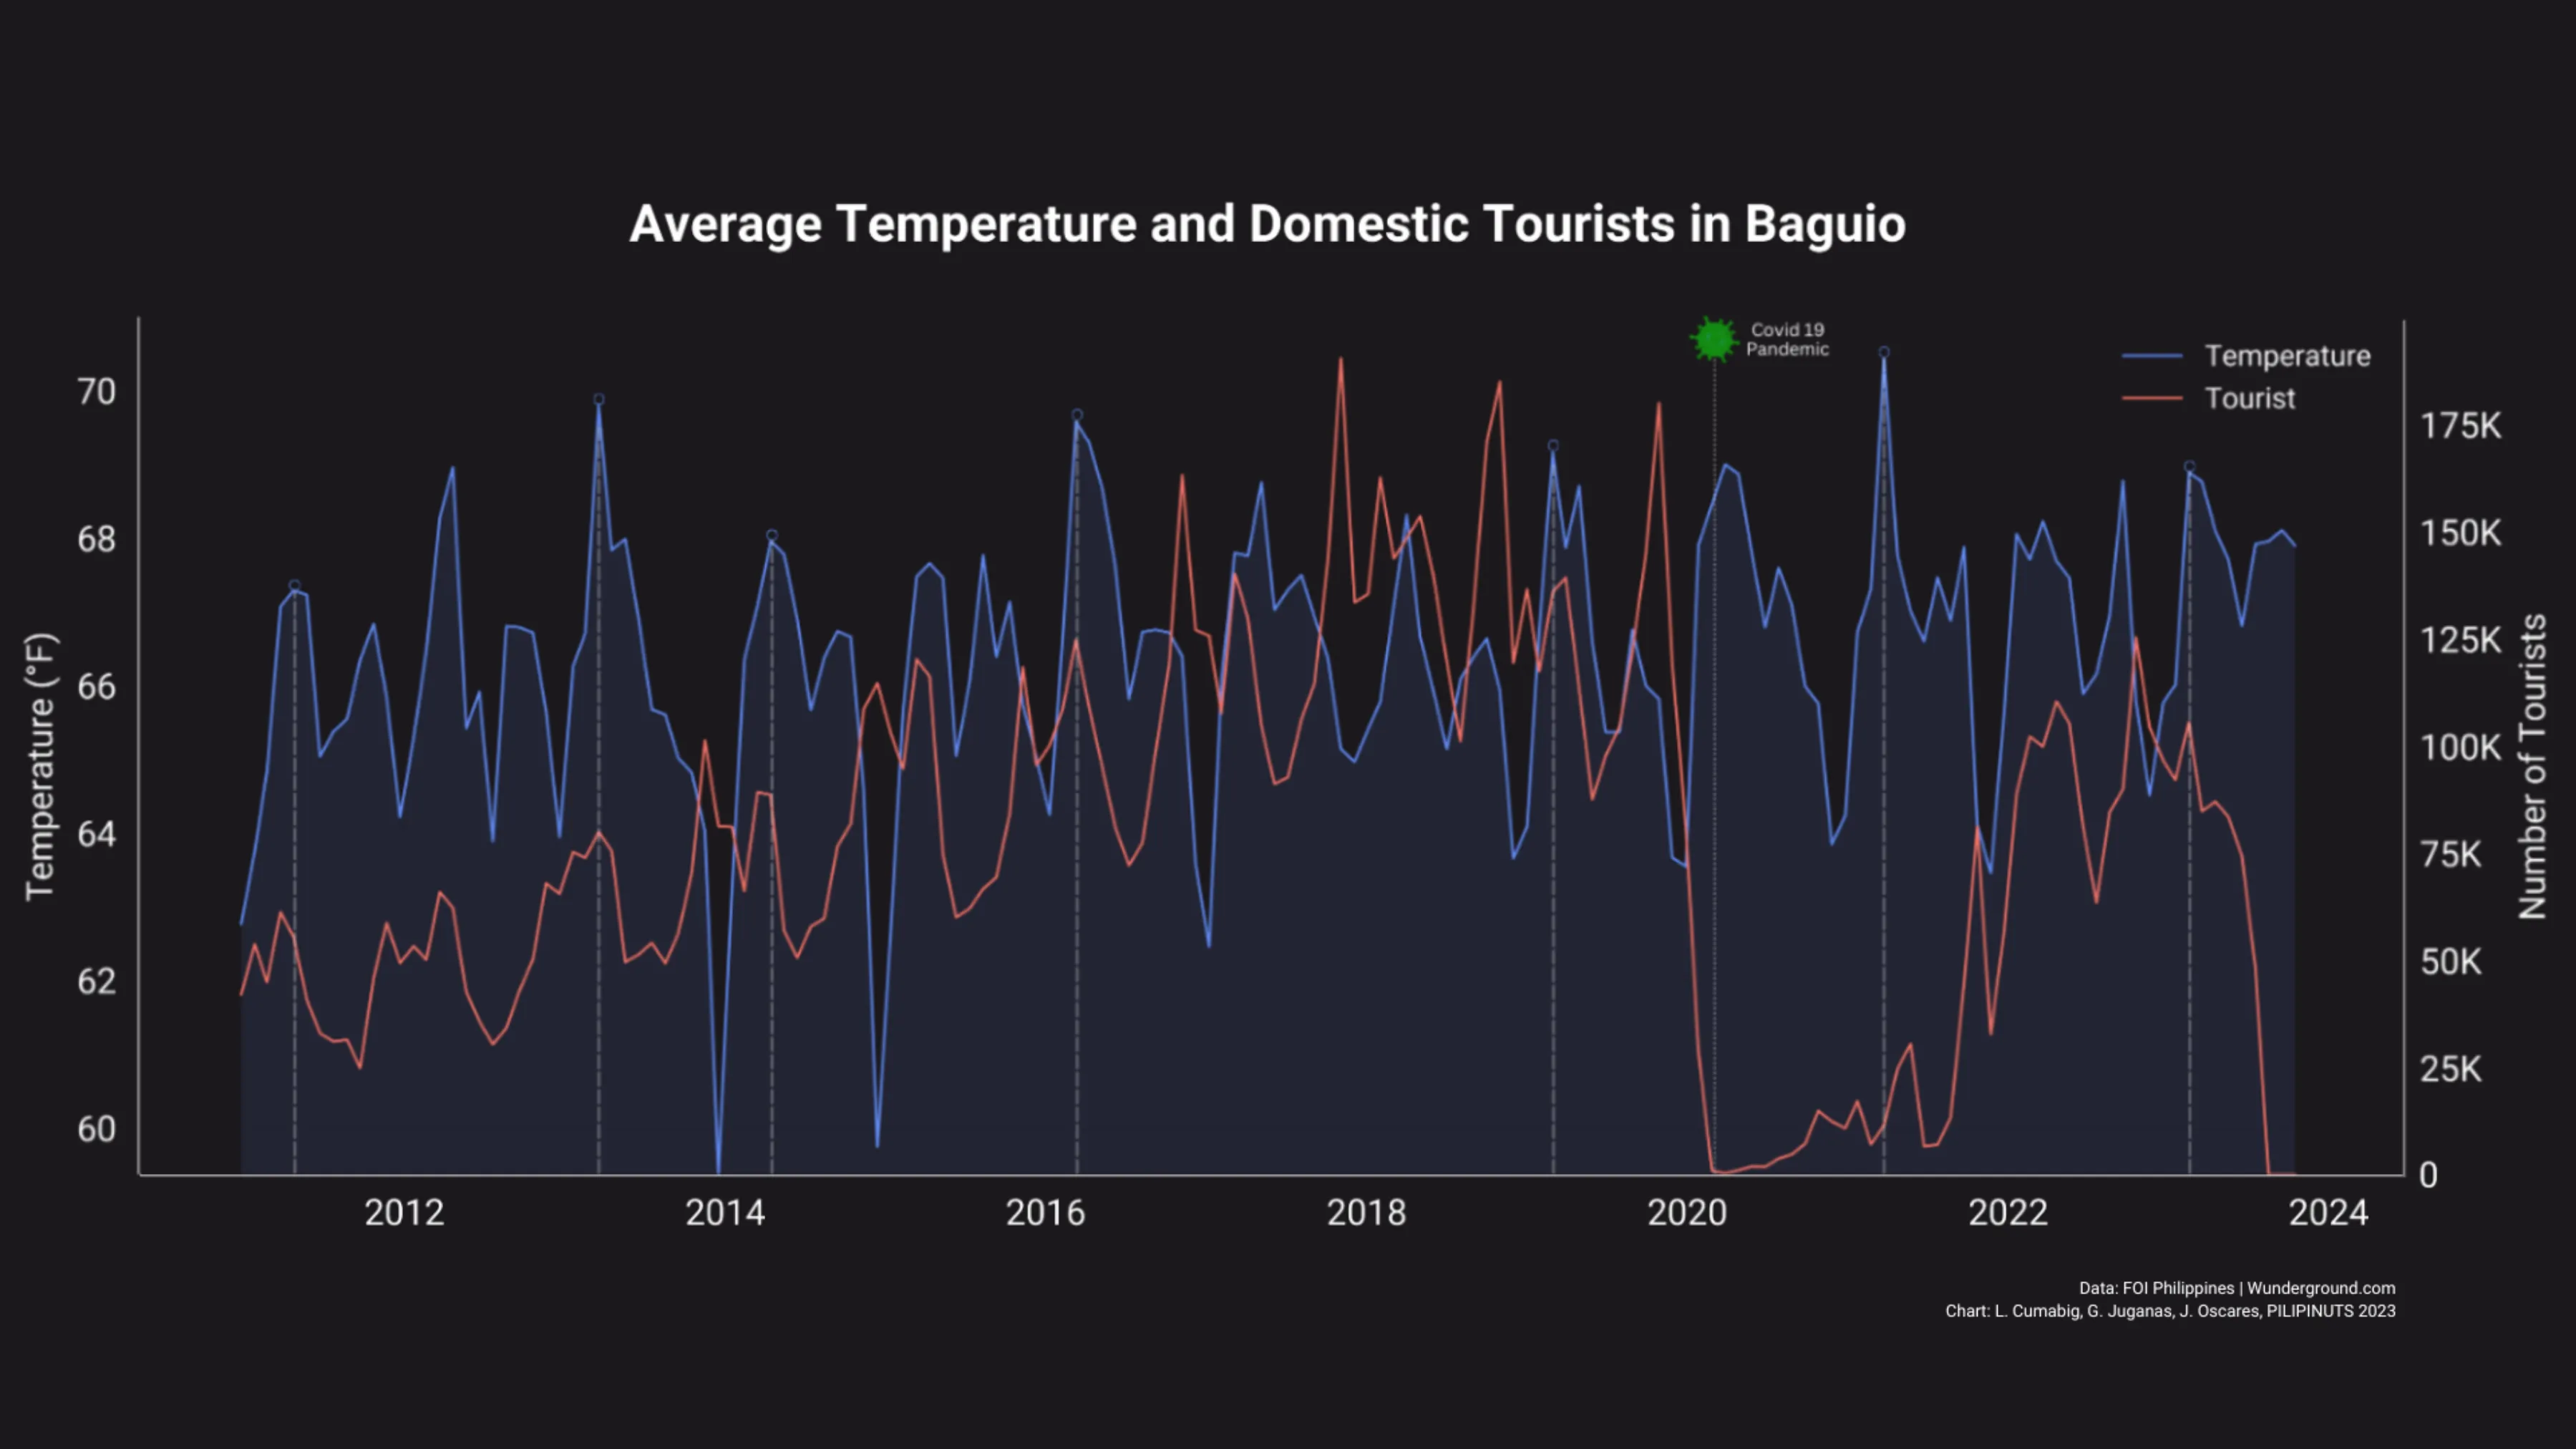 Average Temperature and Domestic Tourists in Baguio
Covid 19
Pandemic
Temperature
Tourist
Temperature (°F)
70
68
66
64
62
60
175K
150K
125K
100K
75K
50K
25K
0
Number of Tourists
2012
2014
2016
2018
2020
2022
2024
Data: FOI Philippines | Wunderground.com
Chart: L. Cumabig, G. Juganas, J. Oscares, PILIPINUTS 2023